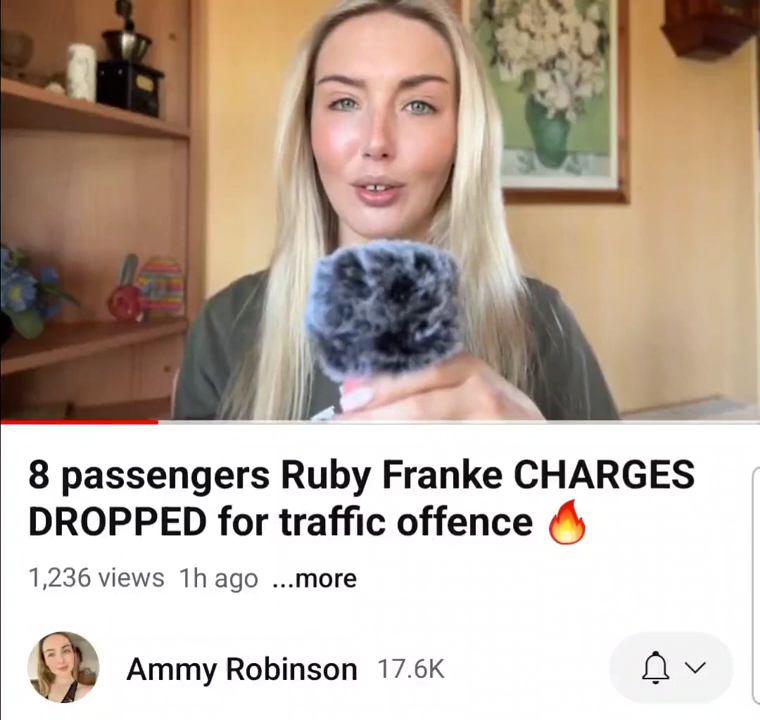 8 passengers Ruby Franke CHARGES
DROPPED for traffic offence 🔥
1,236 views 1h ago ...more
Ammy Robinson 17.6K